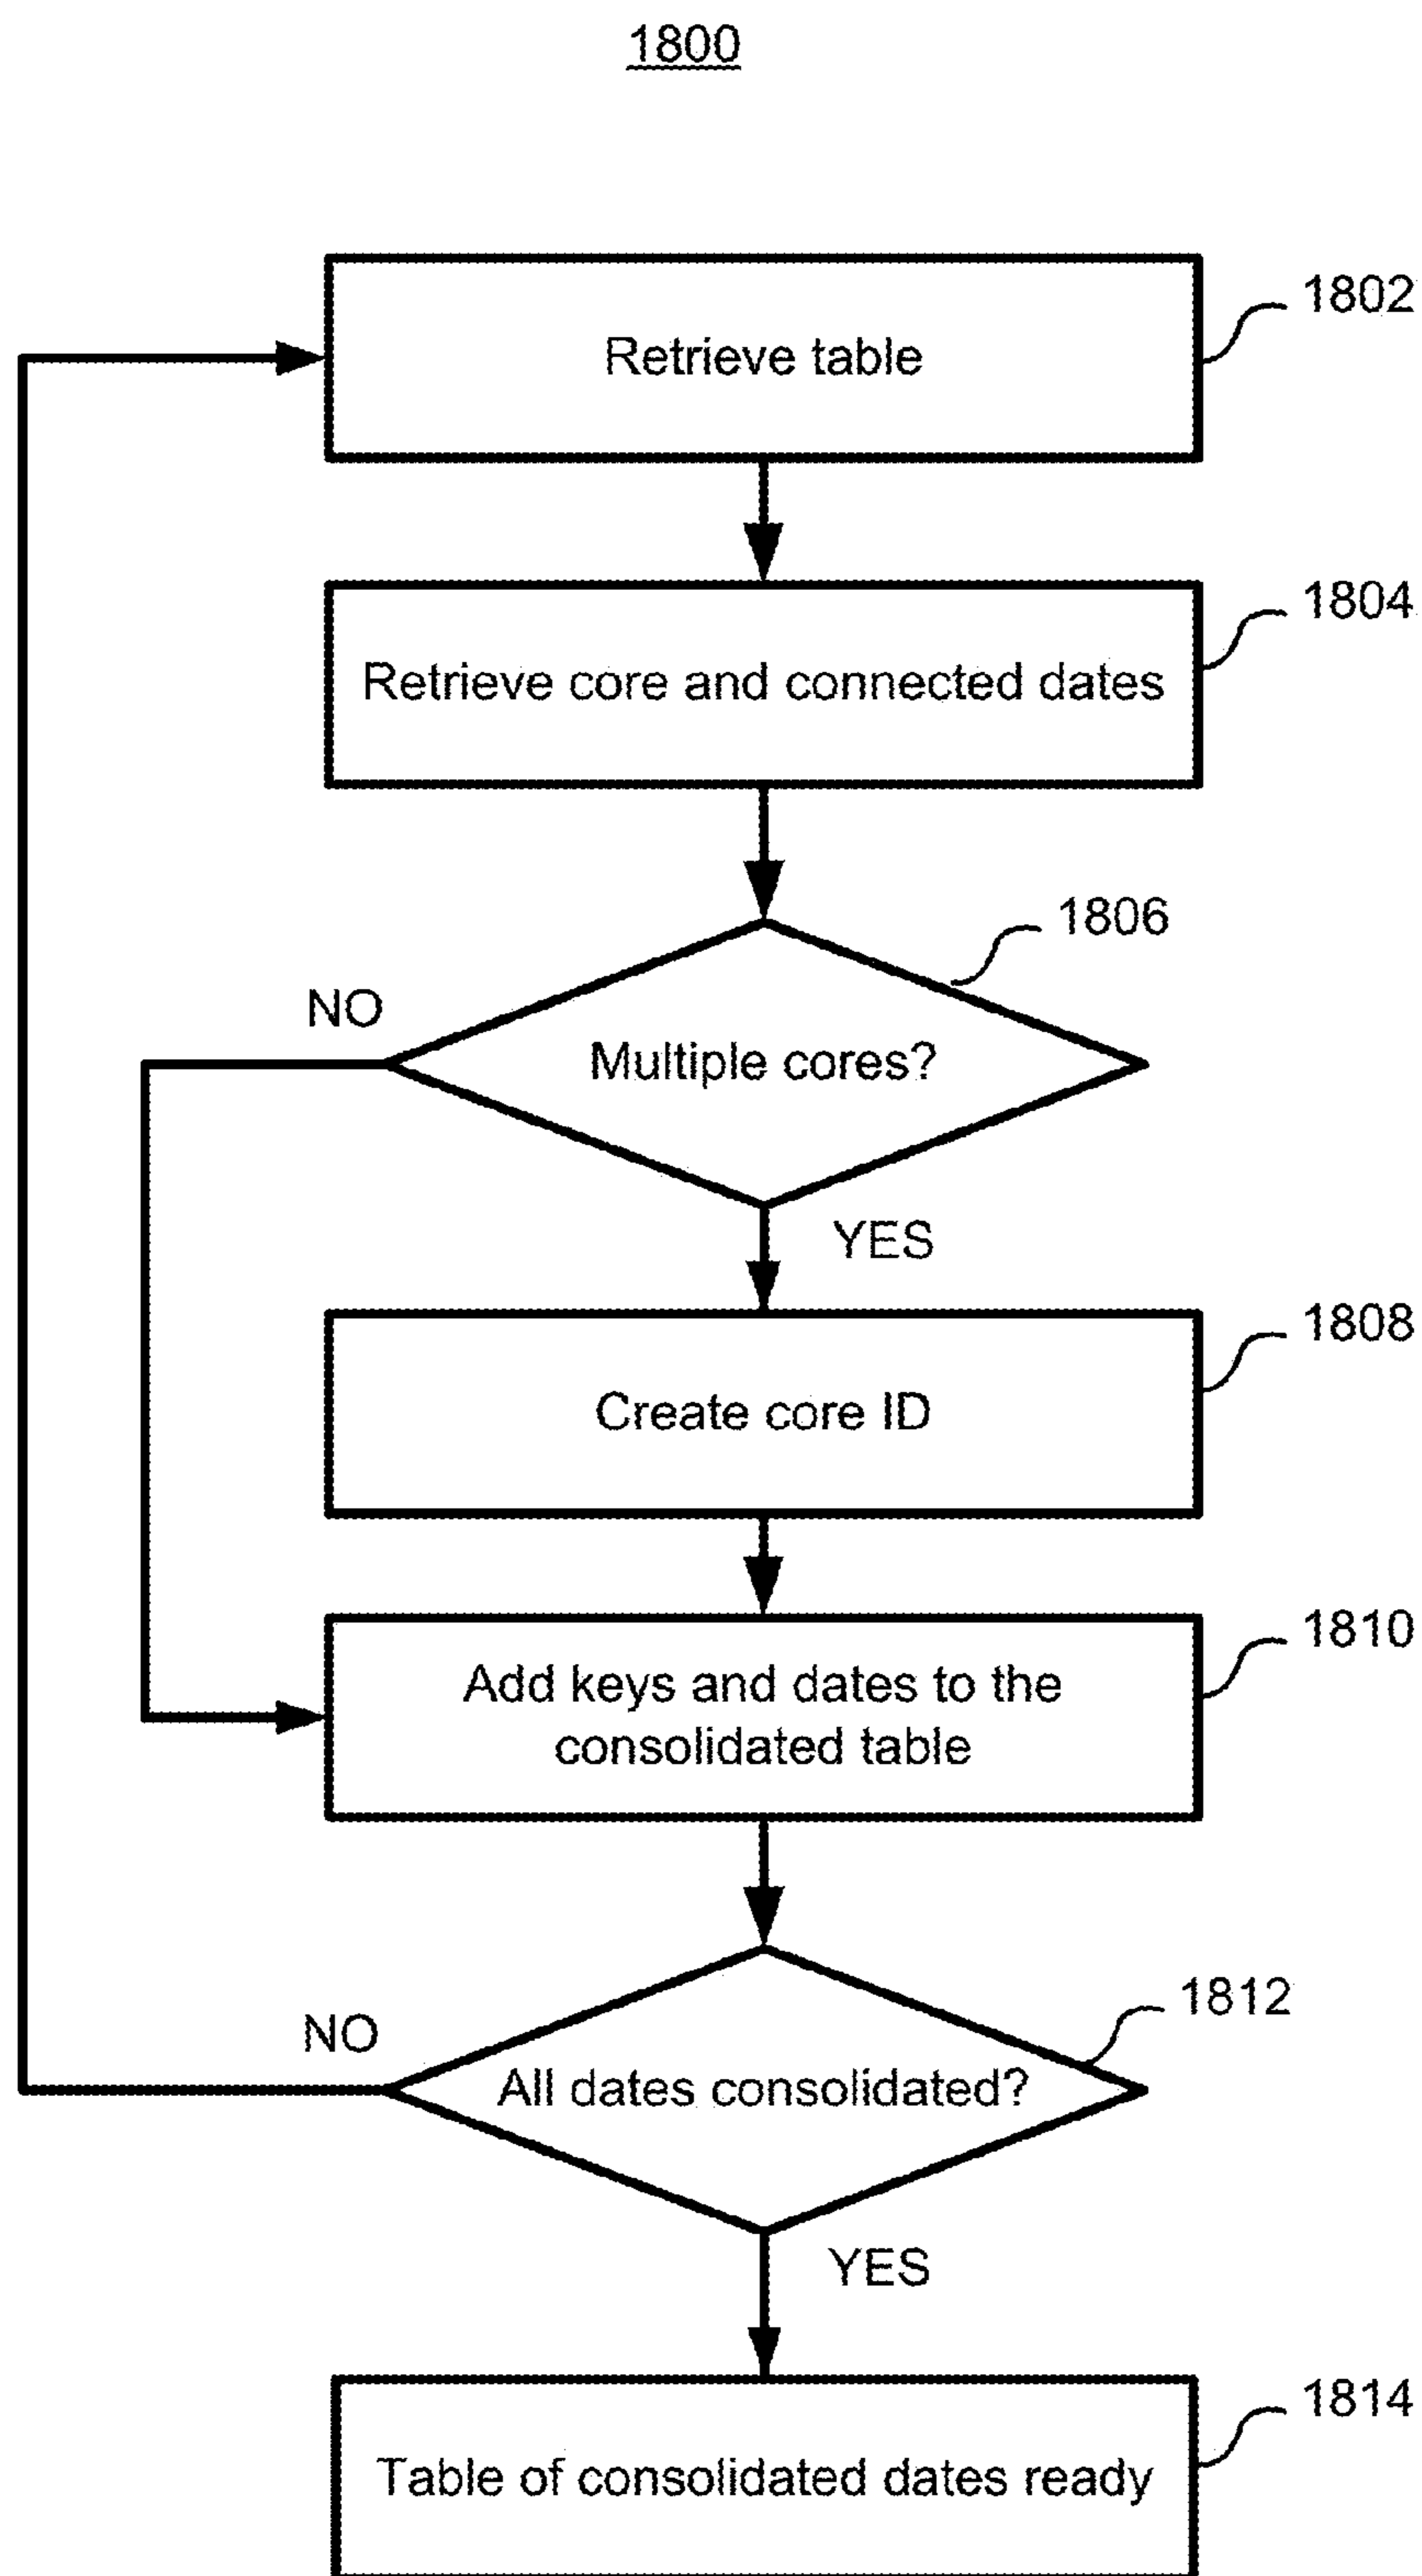 1800
1802
Retrieve table
1804
Retrieve core and connected dates
1806
NO
Multiple cores?
YES
1808
Create core ID
1810
Add keys and dates to the
consolidated table
1812
NO
All dates consolidated?
YES
1814
Table of consolidated dates ready